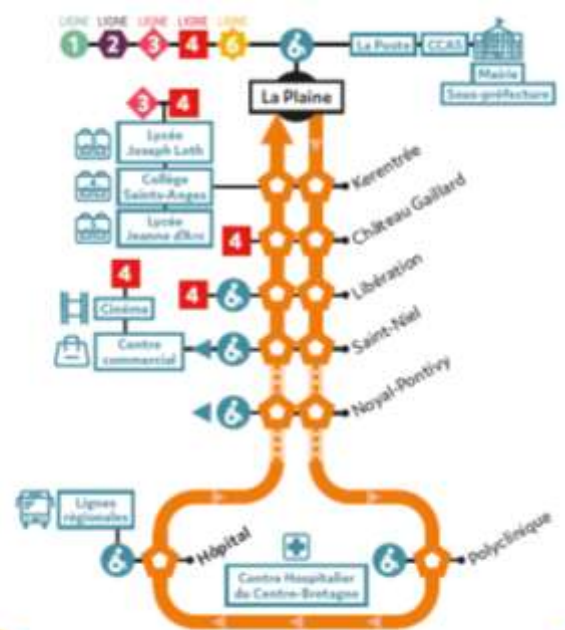 LIGNE LIGNE LIGNE LIGNE LIGNE
1 2 3 4 6
La Poste CCAS
Mairie
Sous-préfecture
La Plaine
3 4
Lycée
Joseph Loth
Collège
Saints-Anges
Lycée
Jeanne d'Arc
Kerentrée
4
Château Gaillard
4
Libération
4
Cinéma
Centre
commercial
Saint-Niel
Noyal-Pontivy
Lignes
régionales
Hôpital
Polyclinique
Centre Hospitalier
du Centre-Bretagne